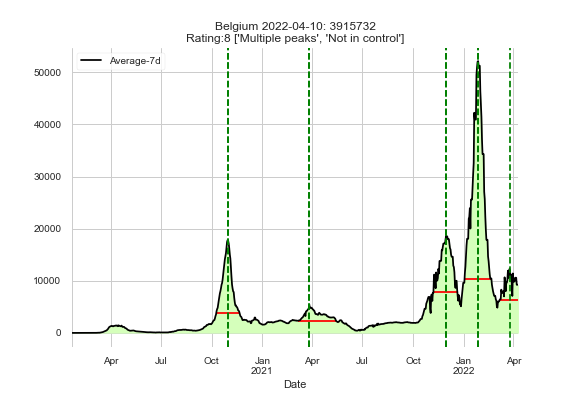 Belgium 2022-04-10: 3915732
Rating:8 ['Multiple peaks', 'Not in control']
Average-7d
50000
40000
30000
20000
10000
0
Apr Jul Oct Jan Apr Jul Oct Jan Apr
2021 2022
Date